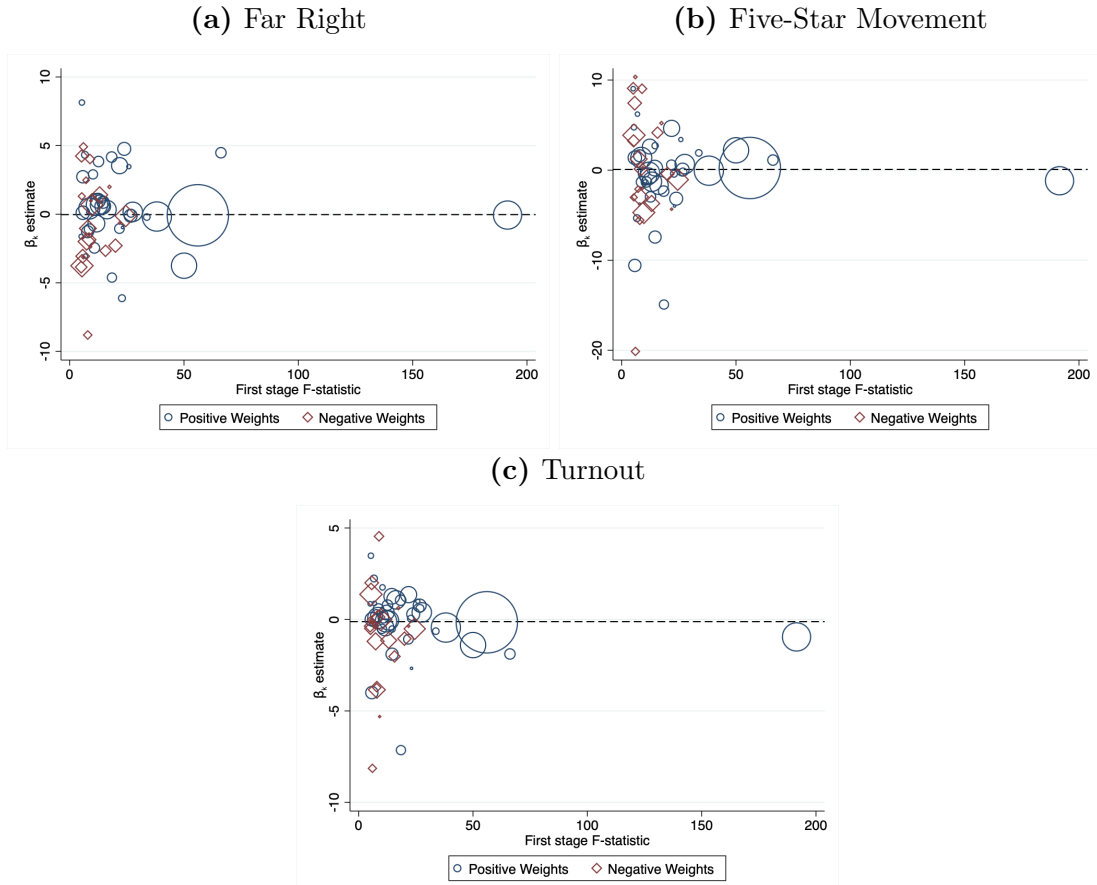 (a) Far Right
10
5
0
-5
-10
βk estimate
0 50 100 150 200
First stage F-statistic
Positive Weights Negative Weights
(b) Five-Star Movement
10
0
-10
-20
βk estimate
0 50 100 150 200
First stage F-statistic
Positive Weights Negative Weights
(c) Turnout
5
0
-5
-10
βk estimate
0 50 100 150 200
First stage F-statistic
Positive Weights Negative Weights